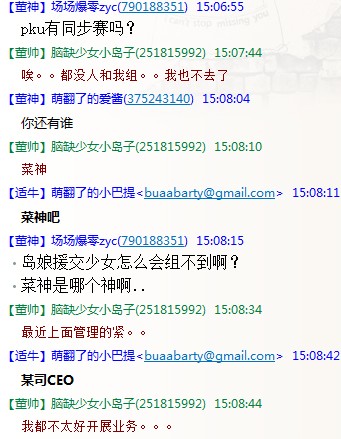 【董神】场场爆零zyc(790188351) 15:06:55
pku有同步赛吗？
【董帅】脑缺少女小岛子(251815992) 15:07:44
唉。。都没人和我组。。我也不去了
【董神】萌翻了的爱酱(375243140) 15:08:04
你还有谁
【董帅】脑缺少女小岛子(251815992) 15:08:10
菜神
【适牛】萌翻了的小巴提<buaabarty@gmail.com> 15:08:11
菜神吧
【董神】场场爆零zyc(790188351) 15:08:15
岛娘援交少女怎么会组不到啊？
菜神是哪个神啊..
【董帅】脑缺少女小岛子(251815992) 15:08:34
最近上面管理的紧。。
【适牛】萌翻了的小巴提<buaabarty@gmail.com> 15:08:42
某司CEO
【董帅】脑缺少女小岛子(251815992) 15:08:44
我都不太好开展业务。。。